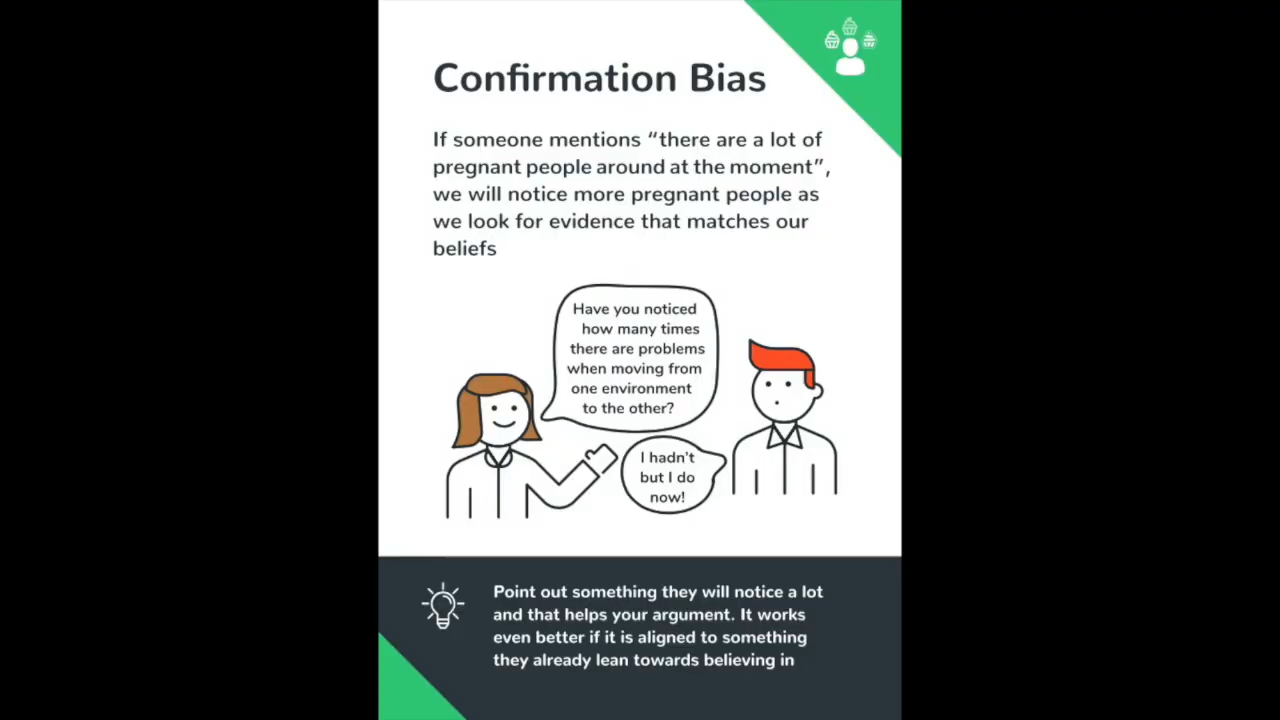 Confirmation Bias
If someone mentions “there are a lot of
pregnant people around at the moment”,
we will notice more pregnant people as
we look for evidence that matches our
beliefs
Have you noticed
how many times
there are problems
when moving from
one environment
to the other?
I hadn't
but I do
now!
Point out something they will notice a lot
and that helps your argument. It works
even better if it is aligned to something
they already lean towards believing in